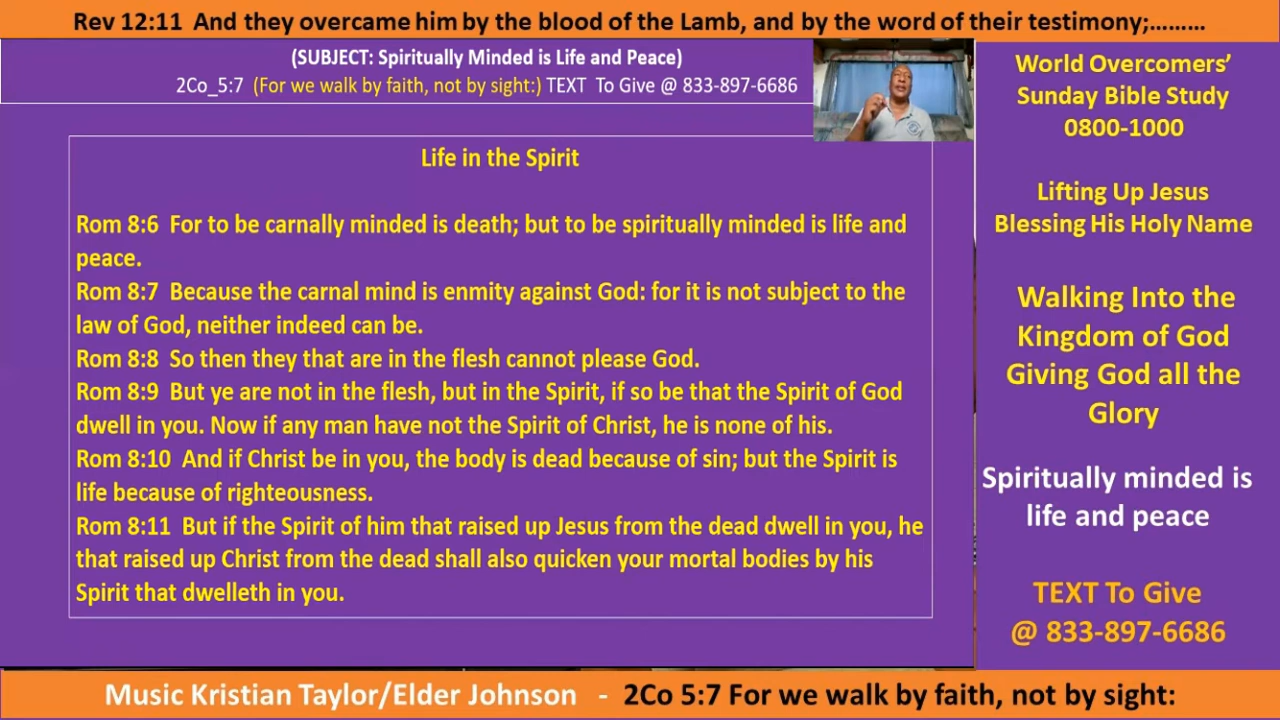 Rev 12:11  And they overcame him by the blood of the Lamb, and by the word of their testimony;.........
(SUBJECT: Spiritually Minded is Life and Peace)
2Co_5:7  (For we walk by faith, not by sight:) TEXT  To Give @ 833-897-6686
Life in the Spirit
Rom 8:6  For to be carnally minded is death; but to be spiritually minded is life and
peace.
Rom 8:7  Because the carnal mind is enmity against God: for it is not subject to the
law of God, neither indeed can be.
Rom 8:8  So then they that are in the flesh cannot please God.
Rom 8:9  But ye are not in the flesh, but in the Spirit, if so be that the Spirit of God
dwell in you. Now if any man have not the Spirit of Christ, he is none of his.
Rom 8:10  And if Christ be in you, the body is dead because of sin; but the Spirit is
life because of righteousness.
Rom 8:11  But if the Spirit of him that raised up Jesus from the dead dwell in you, he
that raised up Christ from the dead shall also quicken your mortal bodies by his
Spirit that dwelleth in you.
World Overcomers’
Sunday Bible Study
0800-1000
Lifting Up Jesus
Blessing His Holy Name
Walking Into the
Kingdom of God
Giving God all the
Glory
Spiritually minded is
life and peace
TEXT To Give
@ 833-897-6686
Music Kristian Taylor/Elder Johnson  -  2Co 5:7 For we walk by faith, not by sight: